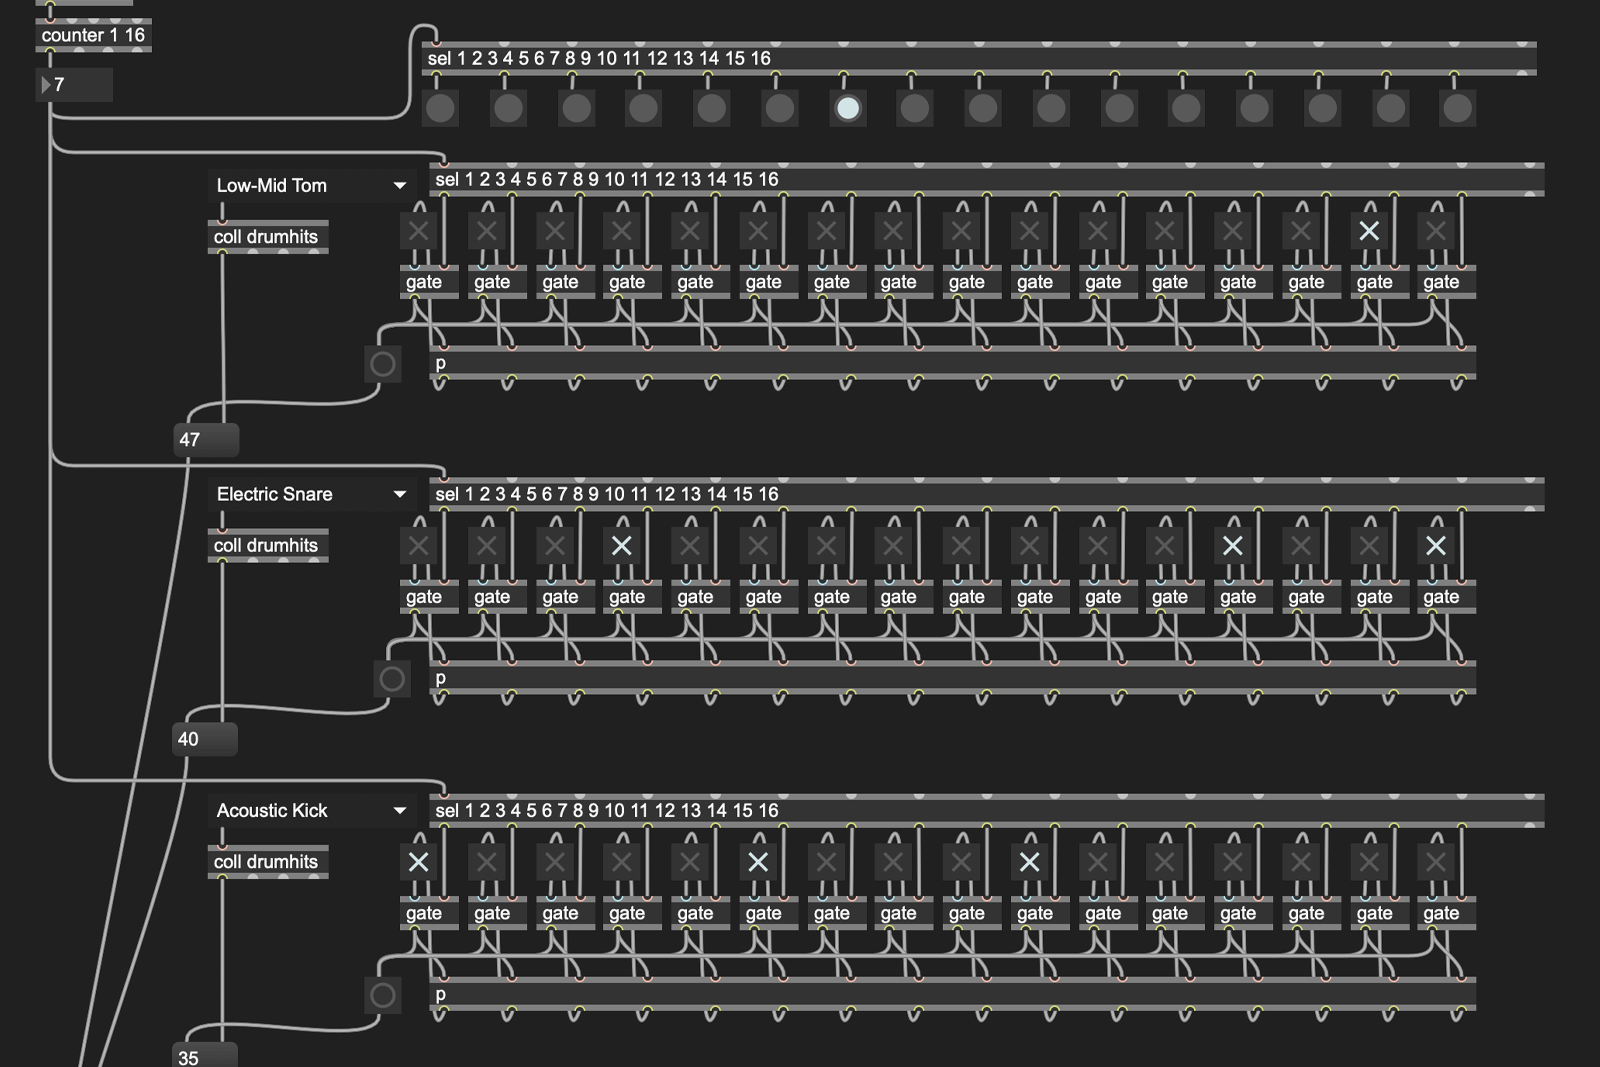 counter 1 16
7
sel 1 2 3 4 5 6 7 8 9 10 11 12 13 14 15 16
Low-Mid Tom
sel 1 2 3 4 5 6 7 8 9 10 11 12 13 14 15 16
coll drumhits
gate gate gate gate gate gate gate gate gate gate gate gate gate gate gate gate
p
47
Electric Snare
sel 1 2 3 4 5 6 7 8 9 10 11 12 13 14 15 16
coll drumhits
gate gate gate gate gate gate gate gate gate gate gate gate gate gate gate gate
p
40
Acoustic Kick
sel 1 2 3 4 5 6 7 8 9 10 11 12 13 14 15 16
coll drumhits
gate gate gate gate gate gate gate gate gate gate gate gate gate gate gate gate
p
35